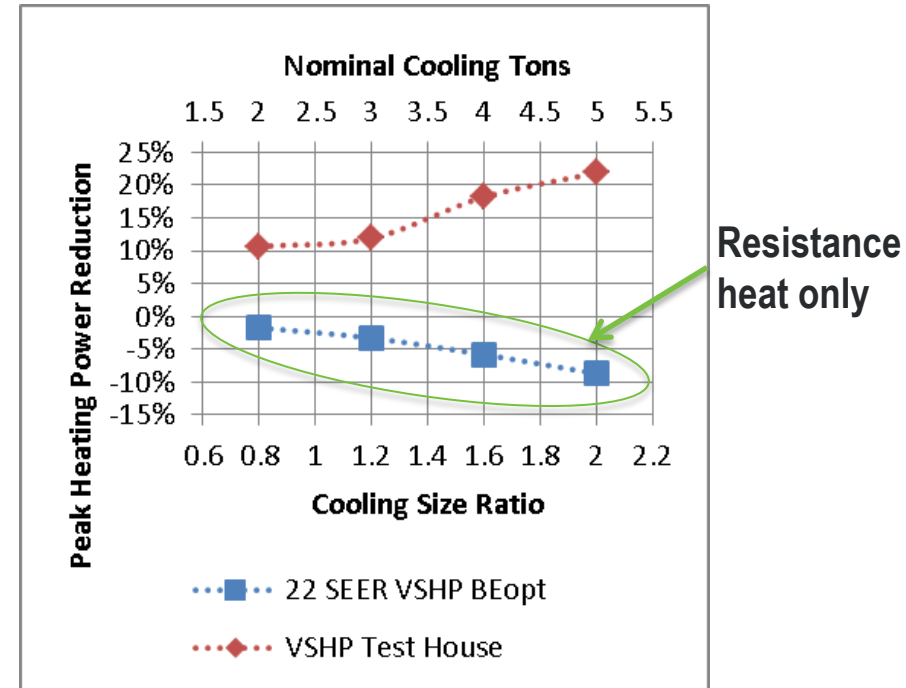 Nominal Cooling Tons
1.5 2 2.5 3 3.5 4 4.5 5 5.5
Peak Heating Power Reduction
25%
20%
15%
10%
5%
0%
-5%
-10%
-15%
Resistance
heat only
0.6 0.8 1 1.2 1.4 1.6 1.8 2 2.2
Cooling Size Ratio
22 SEER VSHP BEopt
VSHP Test House